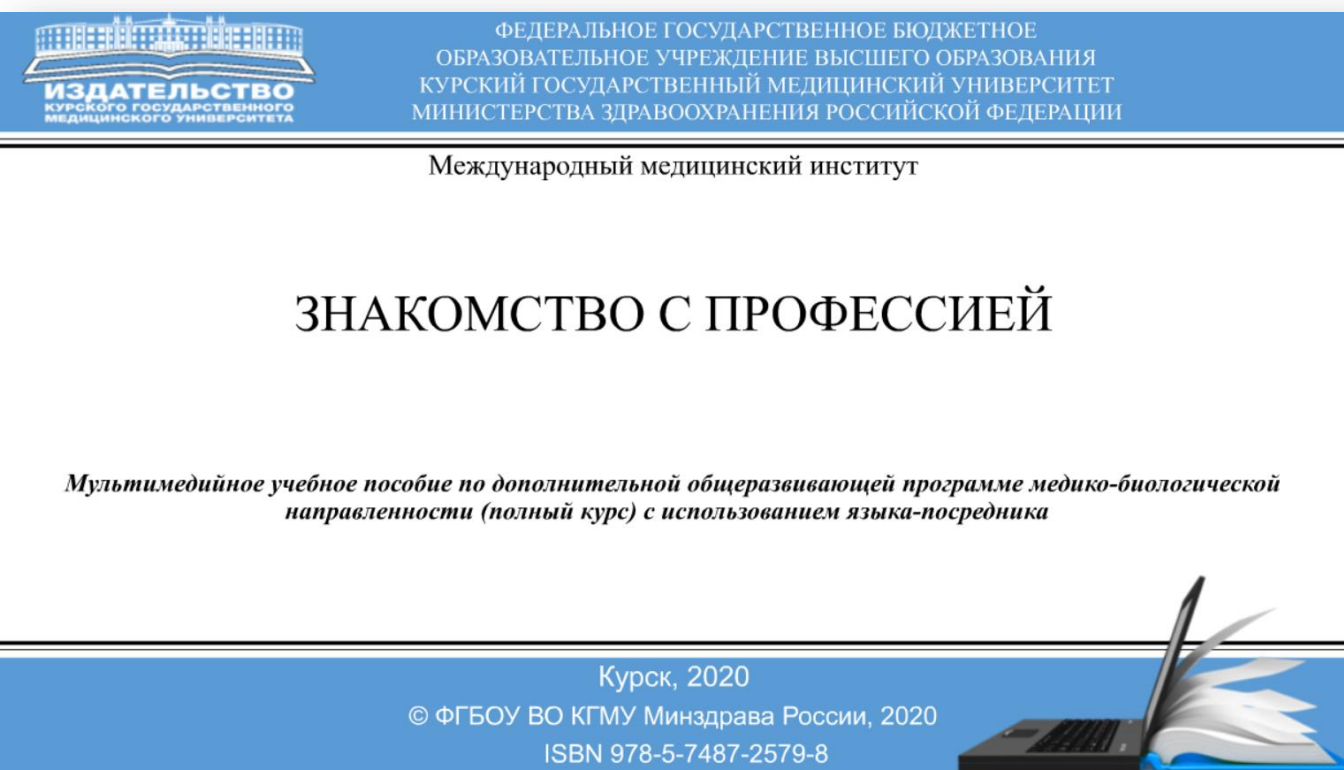 ИЗДАТЕЛЬСТВО
КУРСКОГО ГОСУДАРСТВЕННОГО
МЕДИЦИНСКОГО УНИВЕРСИТЕТА
ФЕДЕРАЛЬНОЕ ГОСУДАРСТВЕННОЕ БЮДЖЕТНОЕ
ОБРАЗОВАТЕЛЬНОЕ УЧРЕЖДЕНИЕ ВЫСШЕГО ОБРАЗОВАНИЯ
КУРСКИЙ ГОСУДАРСТВЕННЫЙ МЕДИЦИНСКИЙ УНИВЕРСИТЕТ
МИНИСТЕРСТВА ЗДРАВООХРАНЕНИЯ РОССИЙСКОЙ ФЕДЕРАЦИИ
Международный медицинский институт
ЗНАКОМСТВО С ПРОФЕССИЕЙ
Мультимедийное учебное пособие по дополнительной общеразвивающей программе медико-биологической
направленности (полный курс) с использованием языка-посредника
Курск, 2020
© ФГБОУ ВО КГМУ Минздрава России, 2020
ISBN 978-5-7487-2579-8